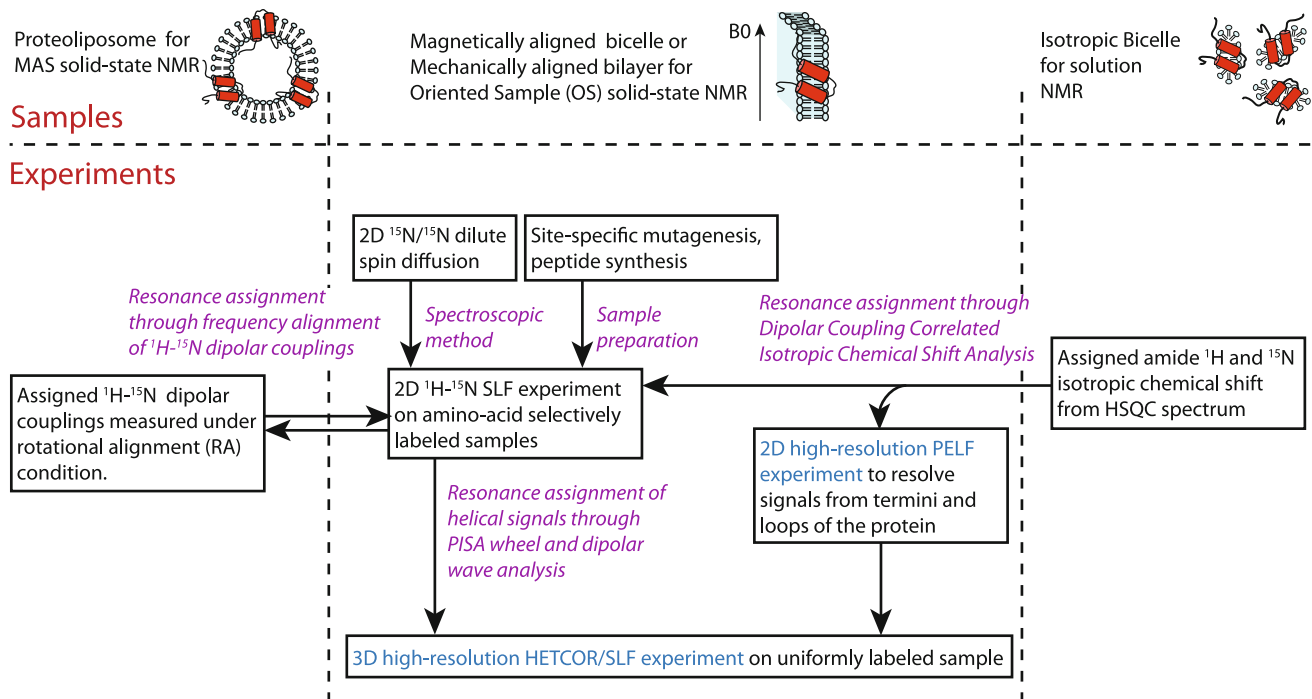 Proteoliposome for
MAS solid-state NMR
Magnetically aligned bicelle or
Mechanically aligned bilayer for
Oriented Sample (OS) solid-state NMR
B0
Isotropic Bicelle
for solution
NMR
Samples
Experiments
2D ¹⁵N/¹⁵N dilute
spin diffusion
Site-specific mutagenesis,
peptide synthesis
Resonance assignment
through frequency alignment
of ¹H-¹⁵N dipolar couplings
Spectroscopic
method
Sample
preparation
Resonance assignment through
Dipolar Coupling Correlated
Isotropic Chemical Shift Analysis
Assigned ¹H-¹⁵N dipolar
couplings measured under
rotational alignment (RA)
condition.
2D ¹H-¹⁵N SLF experiment
on amino-acid selectively
labeled samples
Assigned amide ¹H and ¹⁵N
isotropic chemical shift
from HSQC spectrum
2D high-resolution PELF
experiment to resolve
signals from termini and
loops of the protein
Resonance assignment of
helical signals through
PISA wheel and dipolar
wave analysis
3D high-resolution HETCOR/SLF experiment on uniformly labeled sample